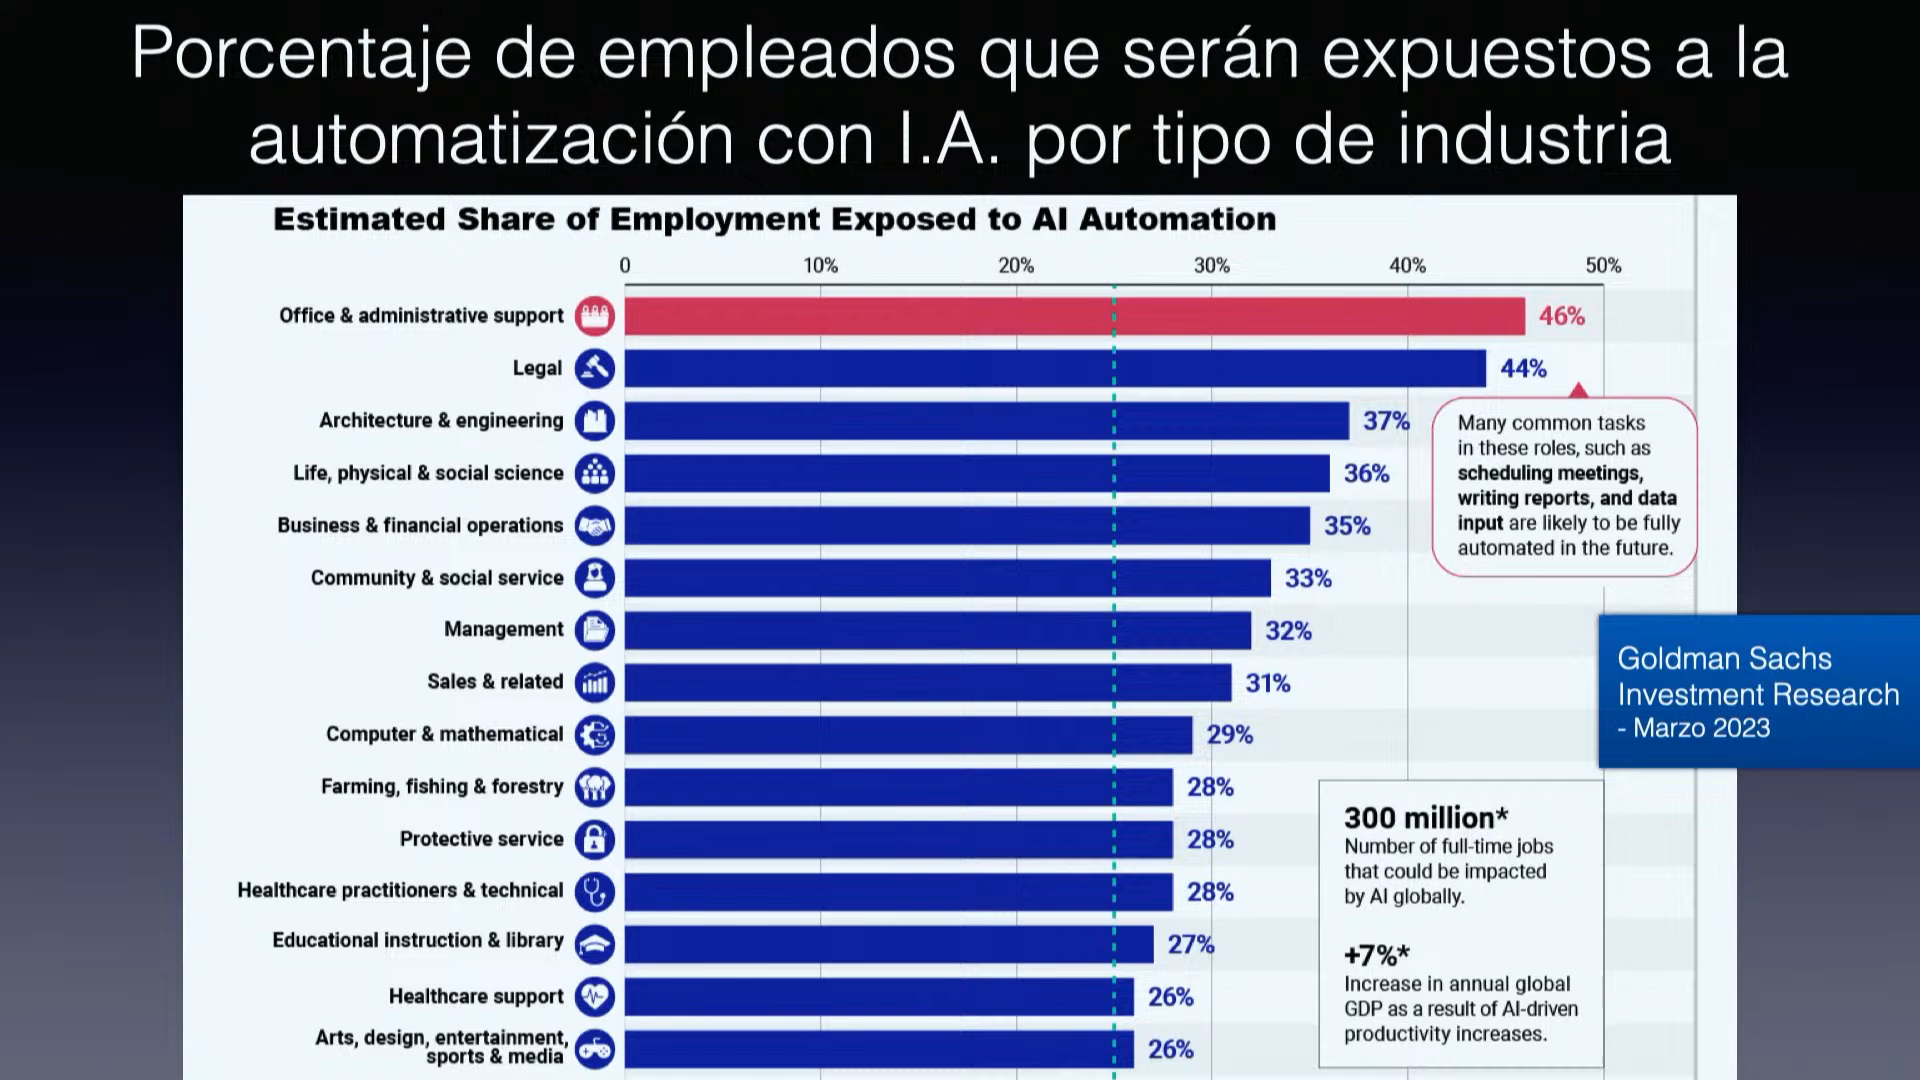 Porcentaje de empleados que serán expuestos a la
automatización con I.A. por tipo de industria
Estimated Share of Employment Exposed to AI Automation
0 10% 20% 30% 40% 50%
Office & administrative support 46%
Legal 44%
Architecture & engineering 37%
Life, physical & social science 36%
Business & financial operations 35%
Community & social service 33%
Management 32%
Sales & related 31%
Computer & mathematical 29%
Farming, fishing & forestry 28%
Protective service 28%
Healthcare practitioners & technical 28%
Educational instruction & library 27%
Healthcare support 26%
Arts, design, entertainment,
sports & media 26%
Many common tasks
in these roles, such as
scheduling meetings,
writing reports, and data
input are likely to be fully
automated in the future.
Goldman Sachs
Investment Research
- Marzo 2023
300 million*
Number of full-time jobs
that could be impacted
by AI globally.
+7%*
Increase in annual global
GDP as a result of AI-driven
productivity increases.